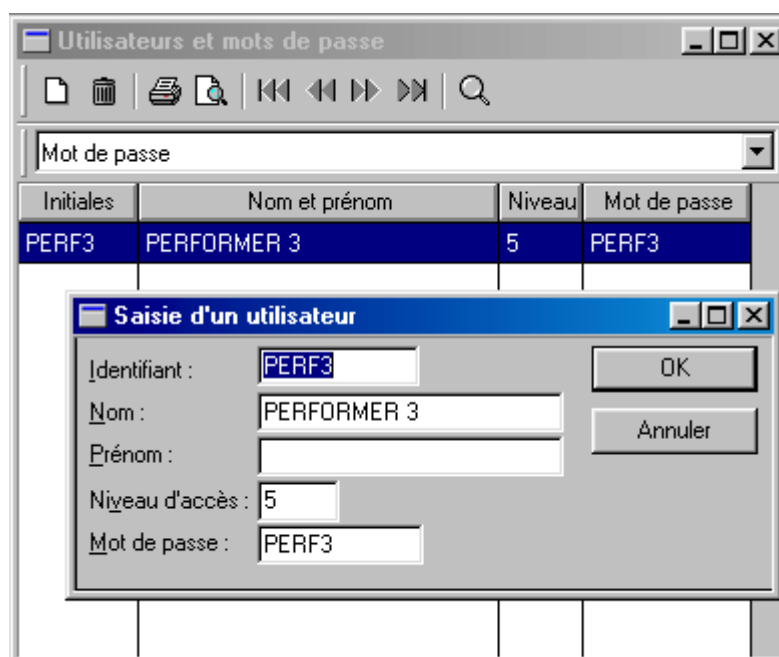 Utilisateurs et mots de passe
Mot de passe
Initiales Nom et prénom Niveau Mot de passe
PERF3 PERFORMER 3 5 PERF3
Saisie d'un utilisateur
Identifiant : PERF3 OK
Nom : PERFORMER 3
Annuler
Prénom :
Niveau d'accès : 5
Mot de passe : PERF3